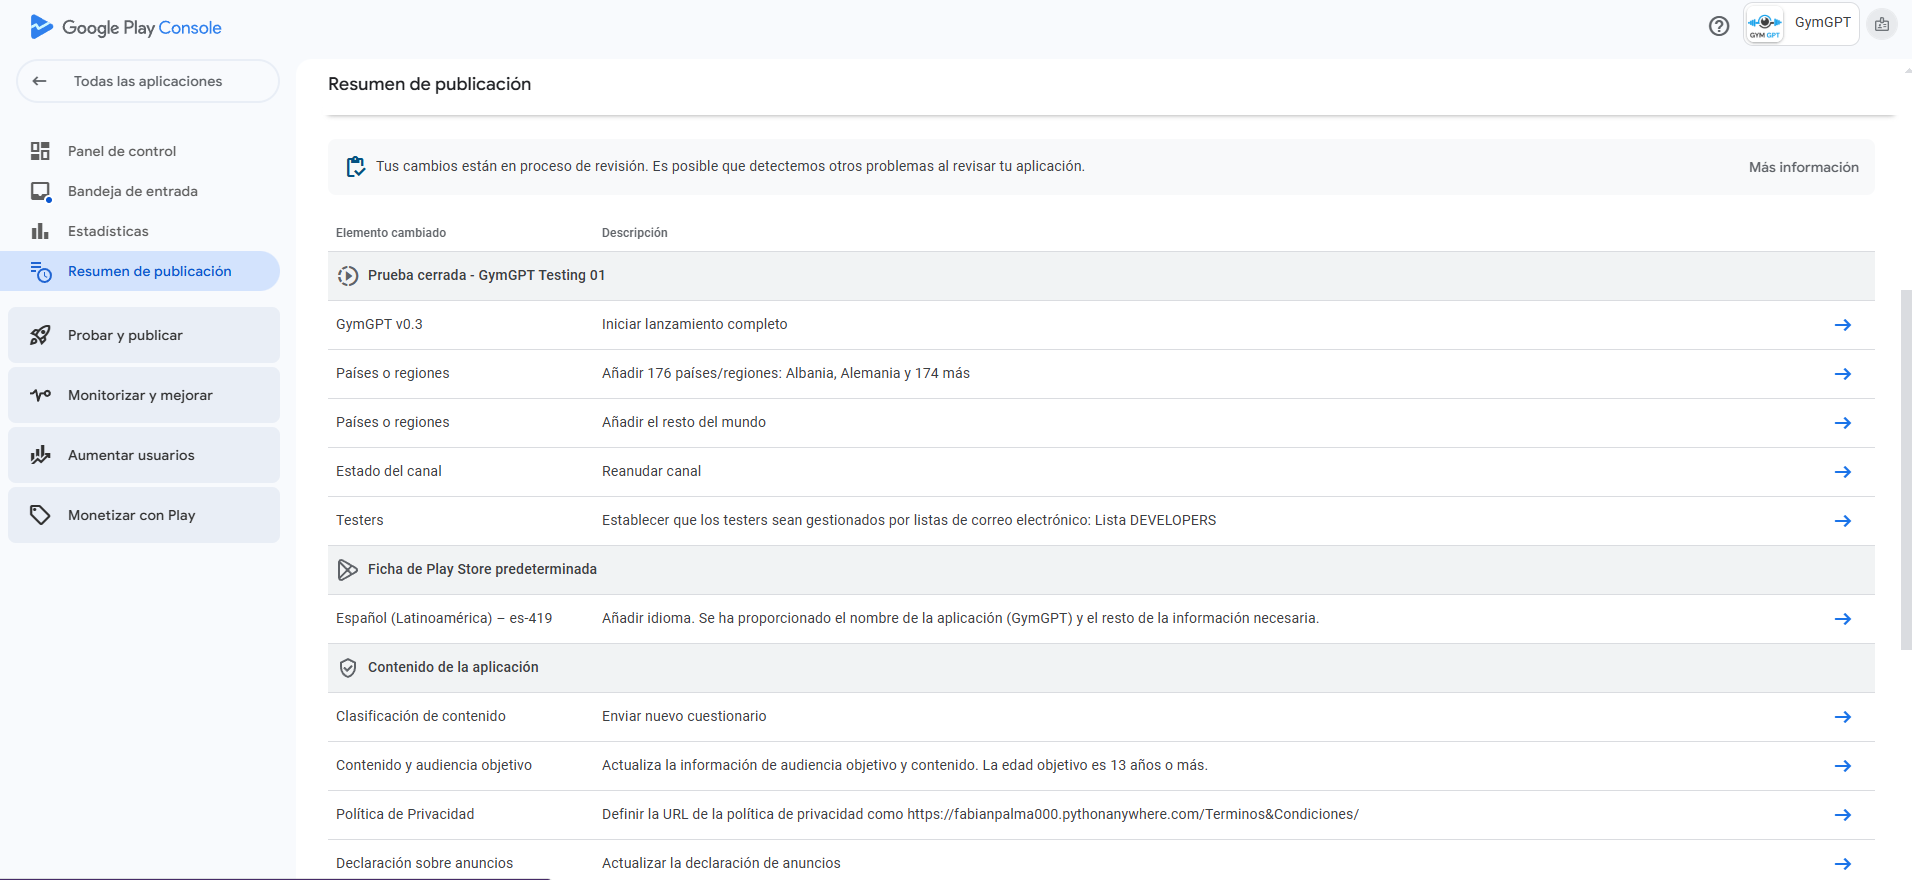 Google Play Console
GYM GPT
GymGPT
Todas las aplicaciones
Panel de control
Bandeja de entrada
Estadísticas
Resumen de publicación
Probar y publicar
Monitorizar y mejorar
Aumentar usuarios
Monetizar con Play
Resumen de publicación
Tus cambios están en proceso de revisión. Es posible que detectemos otros problemas al revisar tu aplicación.
Más información
Elemento cambiado Descripción
Prueba cerrada - GymGPT Testing 01
GymGPT v0.3 Iniciar lanzamiento completo
Países o regiones Añadir 176 países/regiones: Albania, Alemania y 174 más
Países o regiones Añadir el resto del mundo
Estado del canal Reanudar canal
Testers Establecer que los testers sean gestionados por listas de correo electrónico: Lista DEVELOPERS
Ficha de Play Store predeterminada
Español (Latinoamérica) – es-419 Añadir idioma. Se ha proporcionado el nombre de la aplicación (GymGPT) y el resto de la información necesaria.
Contenido de la aplicación
Clasificación de contenido Enviar nuevo cuestionario
Contenido y audiencia objetivo Actualiza la información de audiencia objetivo y contenido. La edad objetivo es 13 años o más.
Política de Privacidad Definir la URL de la política de privacidad como https://fabianpalma000.pythonanywhere.com/Terminos&Condiciones/
Declaración sobre anuncios Actualizar la declaración de anuncios